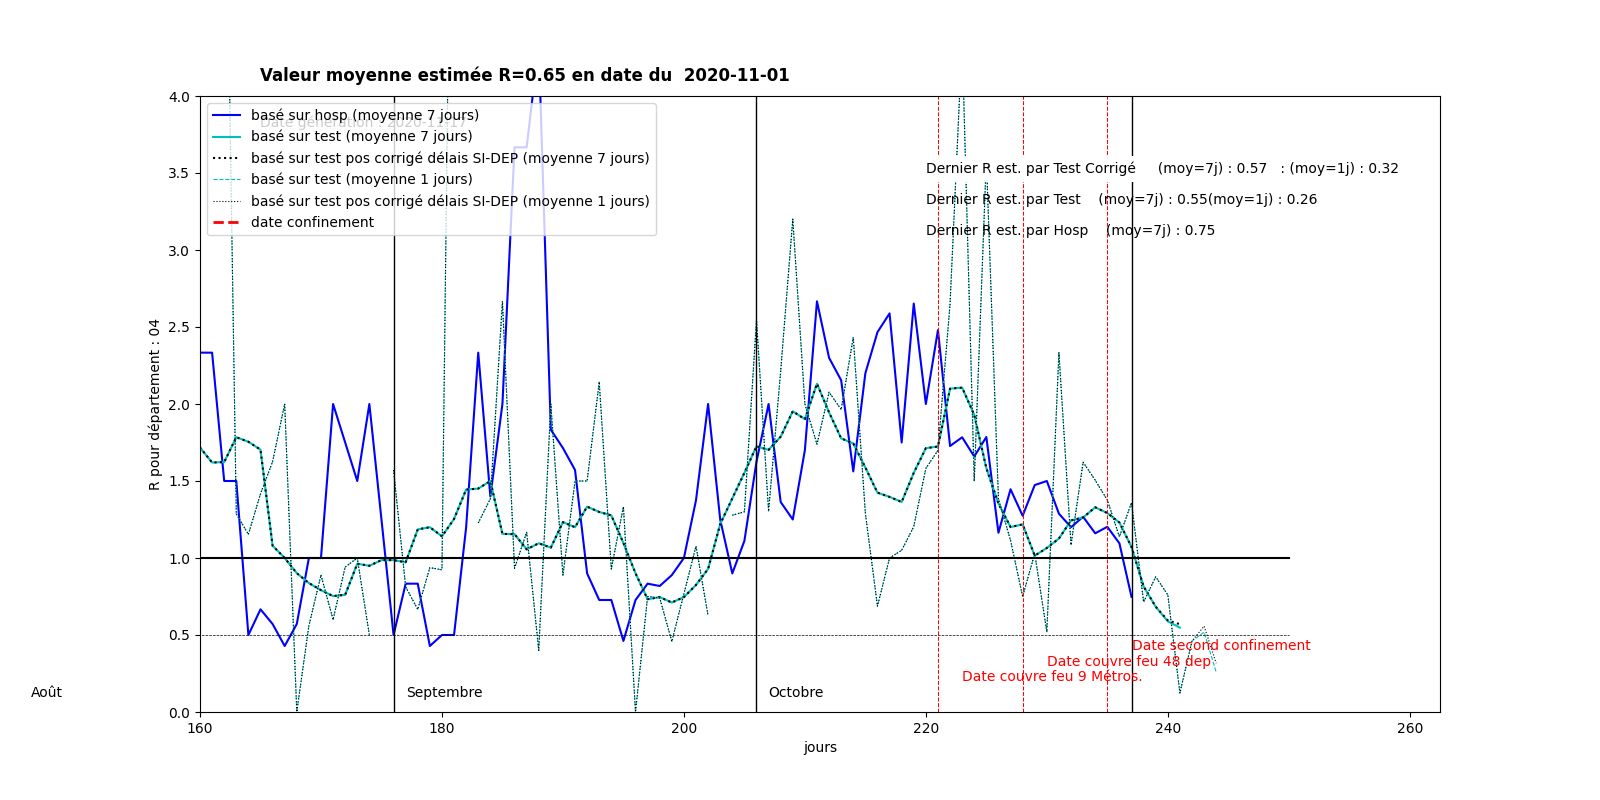 Valeur moyenne estimée R=0.65 en date du  2020-11-01
Date génération : 2020-11-17
basé sur hosp (moyenne 7 jours)
basé sur test (moyenne 7 jours)
basé sur test pos corrigé délais SI-DEP (moyenne 7 jours)
basé sur test (moyenne 1 jours)
basé sur test pos corrigé délais SI-DEP (moyenne 1 jours)
date confinement
Dernier R est. par Test Corrigé (moy=7j) : 0.57 : (moy=1j) : 0.32
Dernier R est. par Test (moy=7j) : 0.55(moy=1j) : 0.26
Dernier R est. par Hosp (moy=7j) : 0.75
4.0
3.5
3.0
2.5
2.0
1.5
1.0
0.5
0.0
R pour département : 04
Date second confinement
Date couvre feu 48 dep
Date couvre feu 9 Métros.
Août
Septembre
Octobre
160 180 200 220 240 260
jours